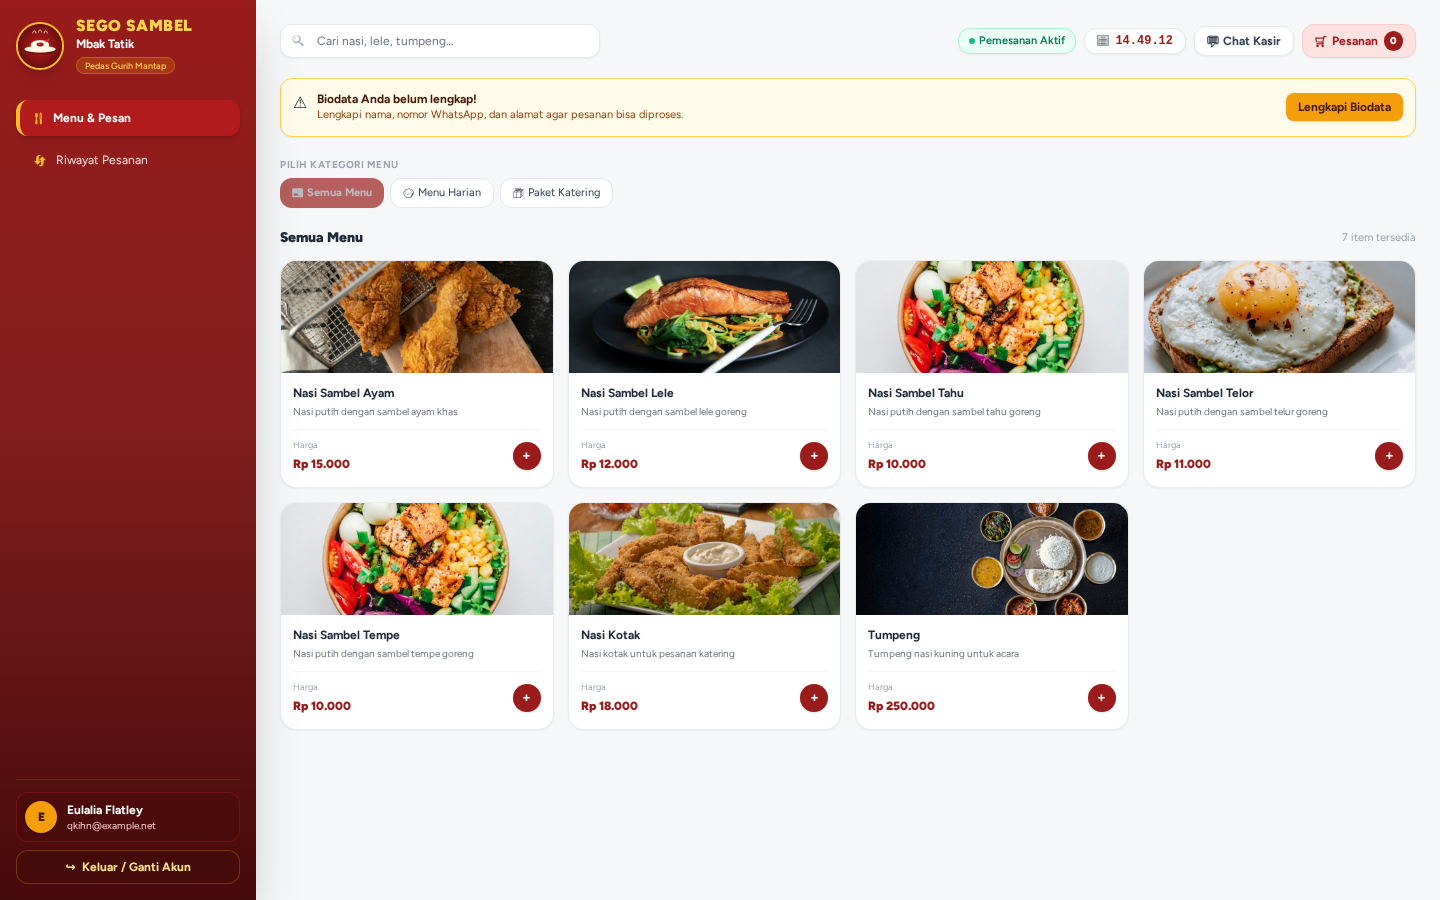 SEGO SAMBEL
Mbak Tatik
Pedas Gurih Mantap
Menu & Pesan
Riwayat Pesanan
Eulalia Flatley
E
qkihn@example.net
Keluar / Ganti Akun
Cari nasi, lele, tumpeng...
Pemesanan Aktif
14.49.12
Chat Kasir
Pesanan 0
Biodata Anda belum lengkap!
Lengkapi nama, nomor WhatsApp, dan alamat agar pesanan bisa diproses.
Lengkapi Biodata
PILIH KATEGORI MENU
Semua Menu
Menu Harian
Paket Katering
Semua Menu
7 item tersedia
Nasi Sambel Ayam
Nasi putih dengan sambel ayam khas
Harga
Rp 15.000
+
Nasi Sambel Lele
Nasi putih dengan sambel lele goreng
Harga
Rp 12.000
+
Nasi Sambel Tahu
Nasi putih dengan sambel tahu goreng
Harga
Rp 10.000
+
Nasi Sambel Telor
Nasi putih dengan sambel telur goreng
Harga
Rp 11.000
+
Nasi Sambel Tempe
Nasi putih dengan sambel tempe goreng
Harga
Rp 10.000
+
Nasi Kotak
Nasi kotak untuk pesanan katering
Harga
Rp 18.000
+
Tumpeng
Tumpeng nasi kuning untuk acara
Harga
Rp 250.000
+